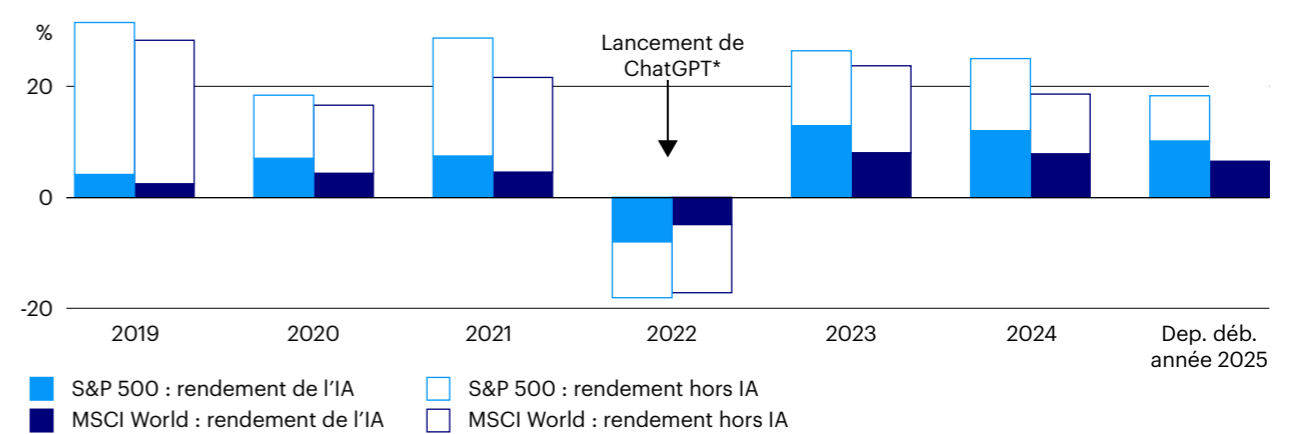 %
Lancement de
ChatGPT*
20
0
-20
2019 2020 2021 2022 2023 2024 Dep. déb.
année 2025
S&P 500 : rendement de l’IA
S&P 500 : rendement hors IA
MSCI World : rendement de l’IA
MSCI World : rendement hors IA